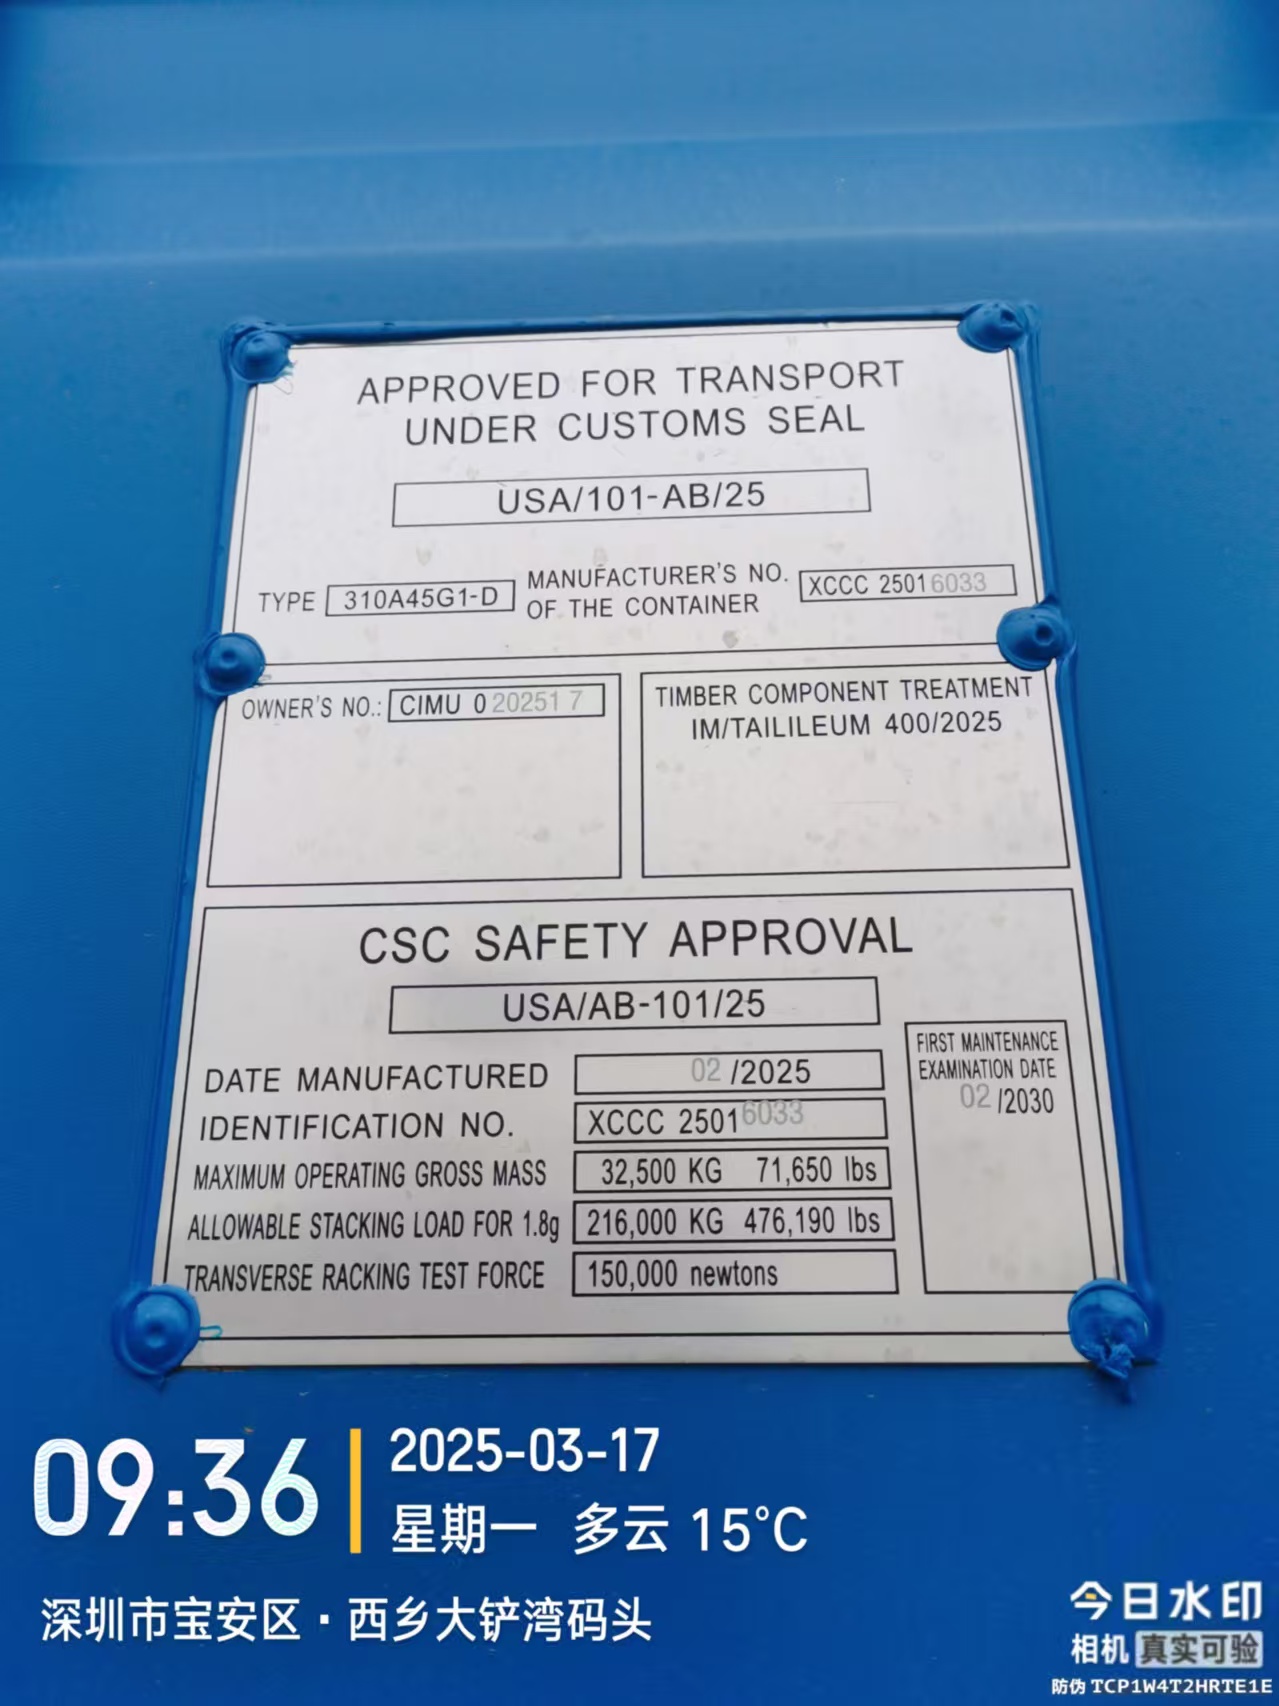 APPROVED FOR TRANSPORT
UNDER CUSTOMS SEAL
USA/101-AB/25
TYPE 310A45G1-D MANUFACTURER'S NO. OF THE CONTAINER XCCC 25016033
OWNER'S NO.: CIMU 0 202517
TIMBER COMPONENT TREATMENT
IM/TAILILEUM 400/2025
CSC SAFETY APPROVAL
USA/AB-101/25
DATE MANUFACTURED 02 /2025
IDENTIFICATION NO. XCCC 25016033
MAXIMUM OPERATING GROSS MASS 32,500 KG 71,650 lbs
ALLOWABLE STACKING LOAD FOR 1.8g 216,000 KG 476,190 lbs
TRANSVERSE RACKING TEST FORCE 150,000 newtons
FIRST MAINTENANCE
EXAMINATION DATE
02 /2030
09:36
2025-03-17
星期一 多云 15°C
深圳市宝安区·西乡大铲湾码头
今日水印
相机 真实可验
防伪 TCP1W4T2HRTE1E